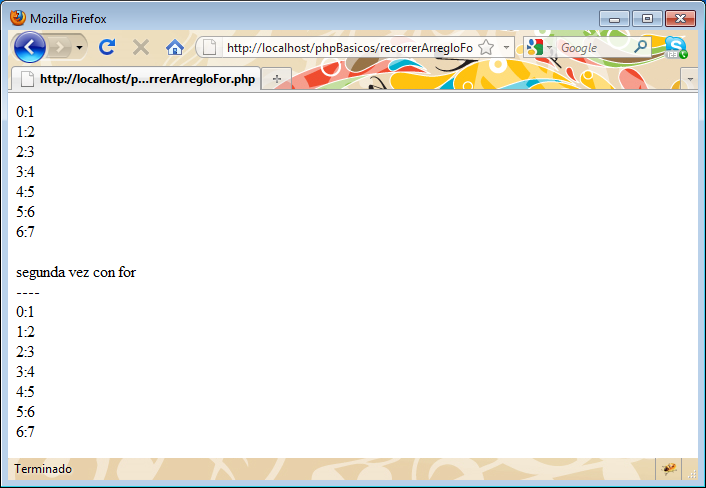 Mozilla Firefox
http://localhost/phpBasicos/recorrerArregloFo
Google
http://localhost/p...rrerArregloFor.php
0:1
1:2
2:3
3:4
4:5
5:6
6:7
segunda vez con for
----
0:1
1:2
2:3
3:4
4:5
5:6
6:7
Terminado